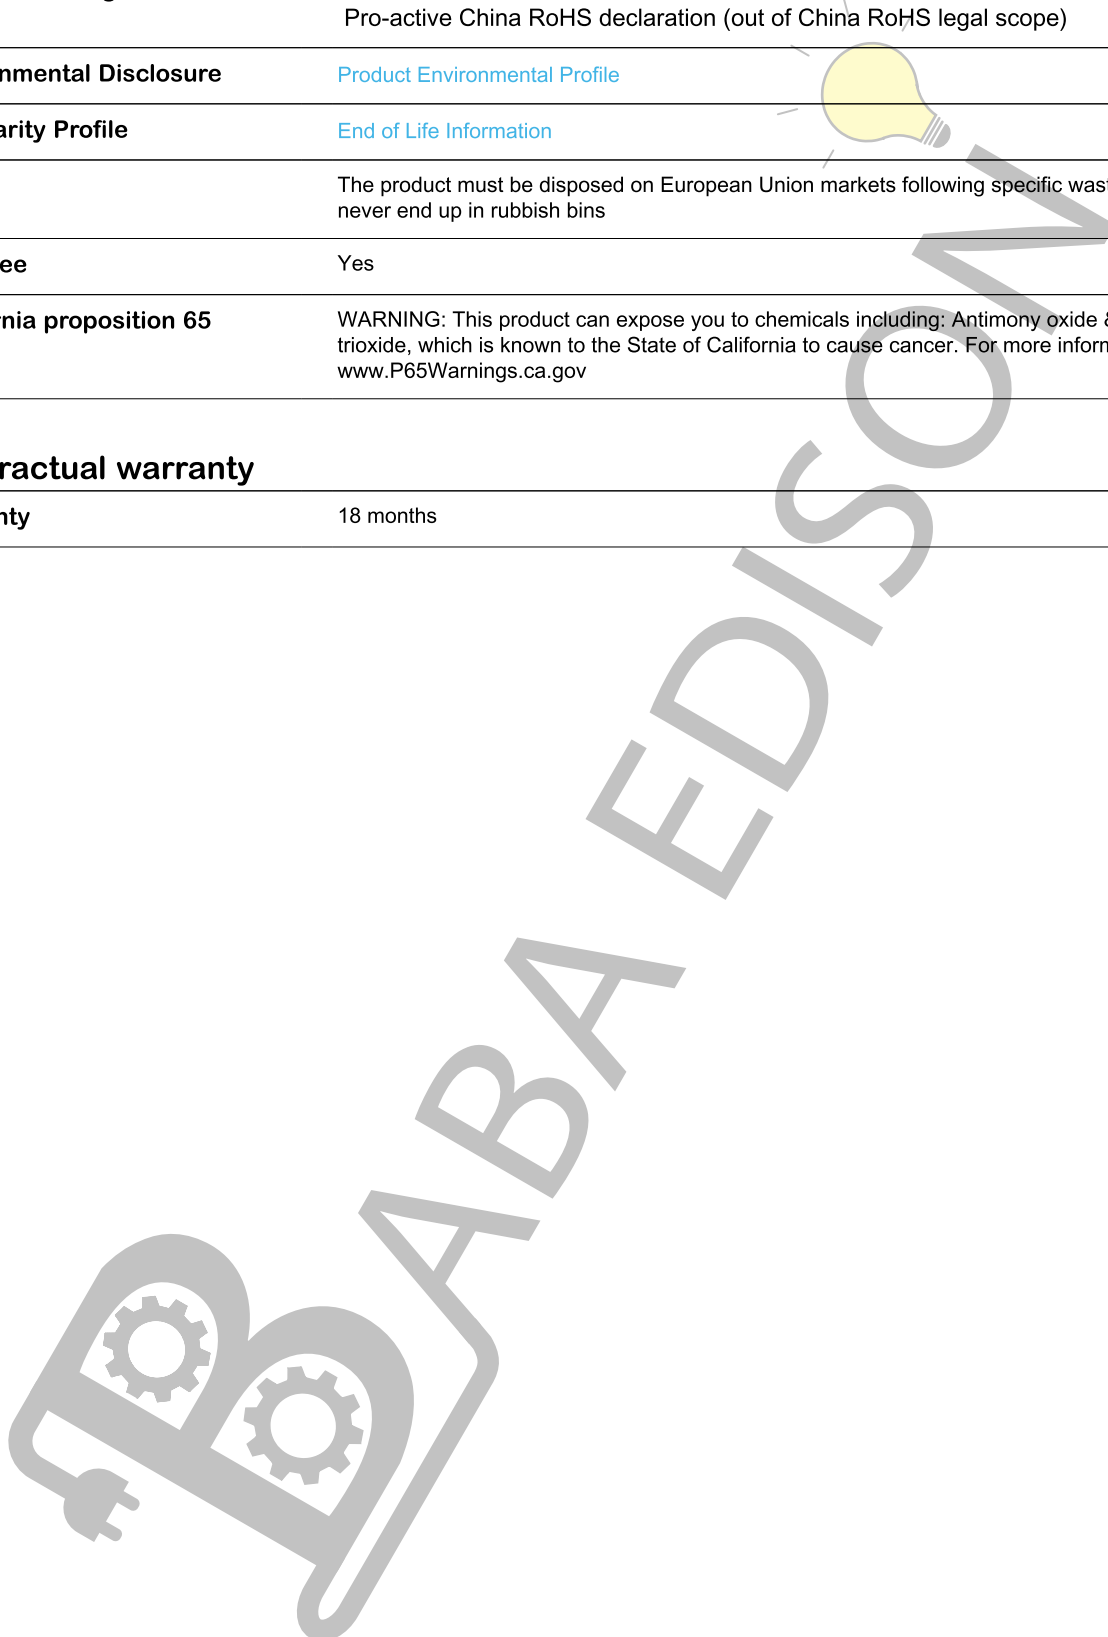 Pro-active China RoHS declaration (out of China RoHS legal scope)
nmental Disclosure Product Environmental Profile
arity Profile End of Life Information
The product must be disposed on European Union markets following specific wast
never end up in rubbish bins
ee Yes
rnia proposition 65 WARNING: This product can expose you to chemicals including: Antimony oxide &
trioxide, which is known to the State of California to cause cancer. For more inform
www.P65Warnings.ca.gov
ractual warranty
nty 18 months
BABA EDISON